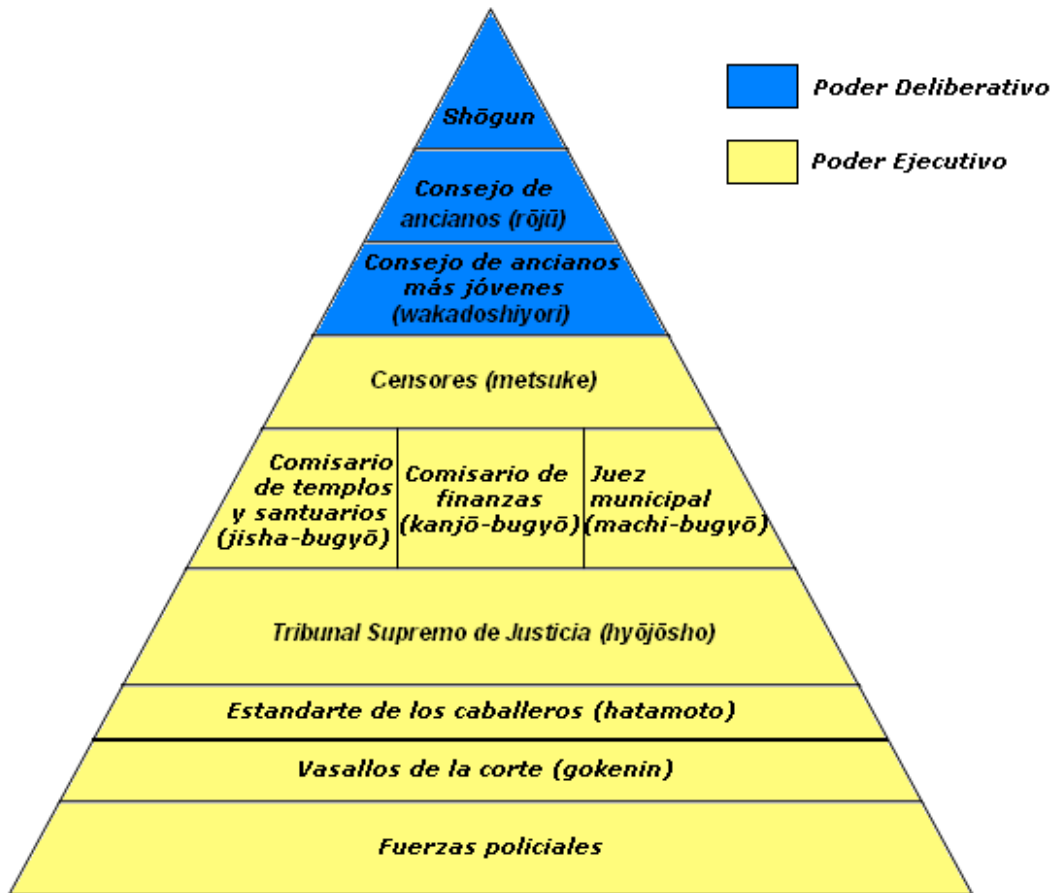 Shōgun
Poder Deliberativo
Poder Ejecutivo
Consejo de
ancianos (rōjū)
Consejo de ancianos
más jóvenes
(wakadoshiyori)
Censores (metsuke)
Comisario
de templos
y santuarios
(jisha-bugyō)
Comisario de
finanzas
(kanjō-bugyō)
Juez
municipal
(machi-bugyō)
Tribunal Supremo de Justicia (hyōjōsho)
Estandarte de los caballeros (hatamoto)
Vasallos de la corte (gokenin)
Fuerzas policiales